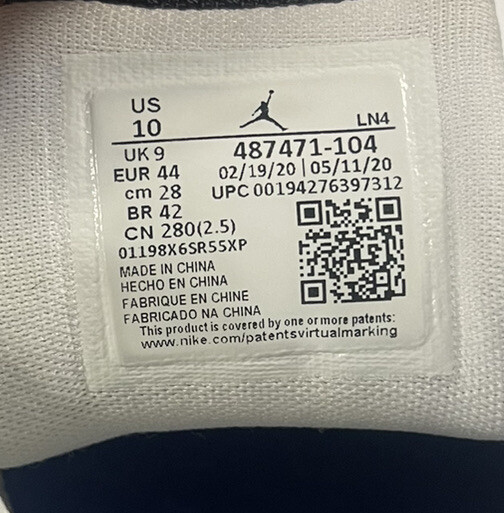 US
10
LN4
UK 9
487471-104
EUR 44
02/19/20 | 05/11/20
cm 28
UPC 00194276397312
BR 42
CN 280(2.5)
01198X6SR55XP
MADE IN CHINA
HECHO EN CHINA
FABRIQUE EN CHINE
FABRICADO NA CHINA
This product is covered by one or more patents:
www.nike.com/patentsvirtualmarking